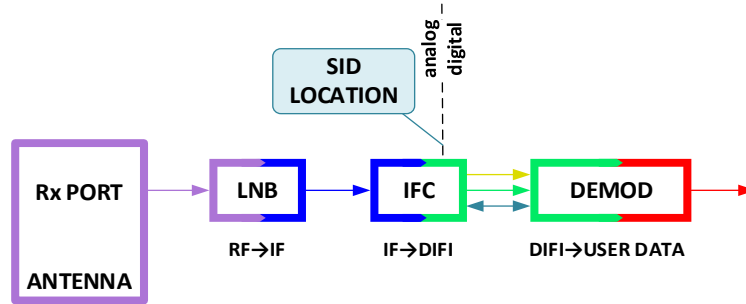 analog
digital
SID
LOCATION
Rx PORT
LNB
IFC
DEMOD
ANTENNA
RF→IF
IF→DIFI
DIFI→USER DATA